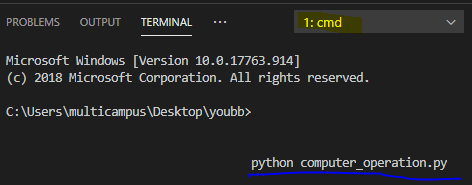 PROBLEMS OUTPUT TERMINAL ... 1: cmd
Microsoft Windows [Version 10.0.17763.914]
(c) 2018 Microsoft Corporation. All rights reserved.
C:\Users\multicampus\Desktop\youbb>
python computer_operation.py